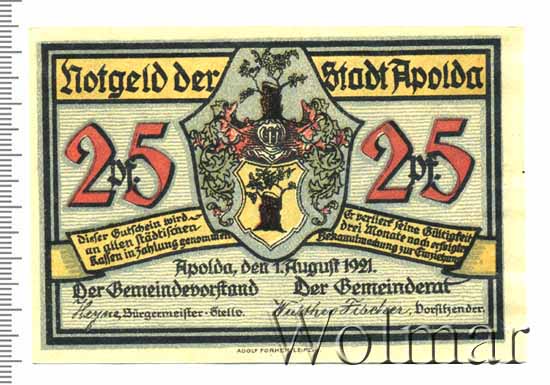 Notgeld der Stadt Apolda
25 Pf.
25 Pf.
Dieser Gutschein wird
an allen städtischen
Kassen in Zahlung genommen
Er verliert seine Gültigkeit
drei Monate nach erfolgter
Bekanntmachung zur Einziehung
Apolda, den 1. August 1921.
Der Gemeindevorstand Der Gemeinderat
Heyne Bürgermeister-Stellv. Fischer, Vorsitzender.
ADOLF FORKER, LEIPZIG
Wolmar